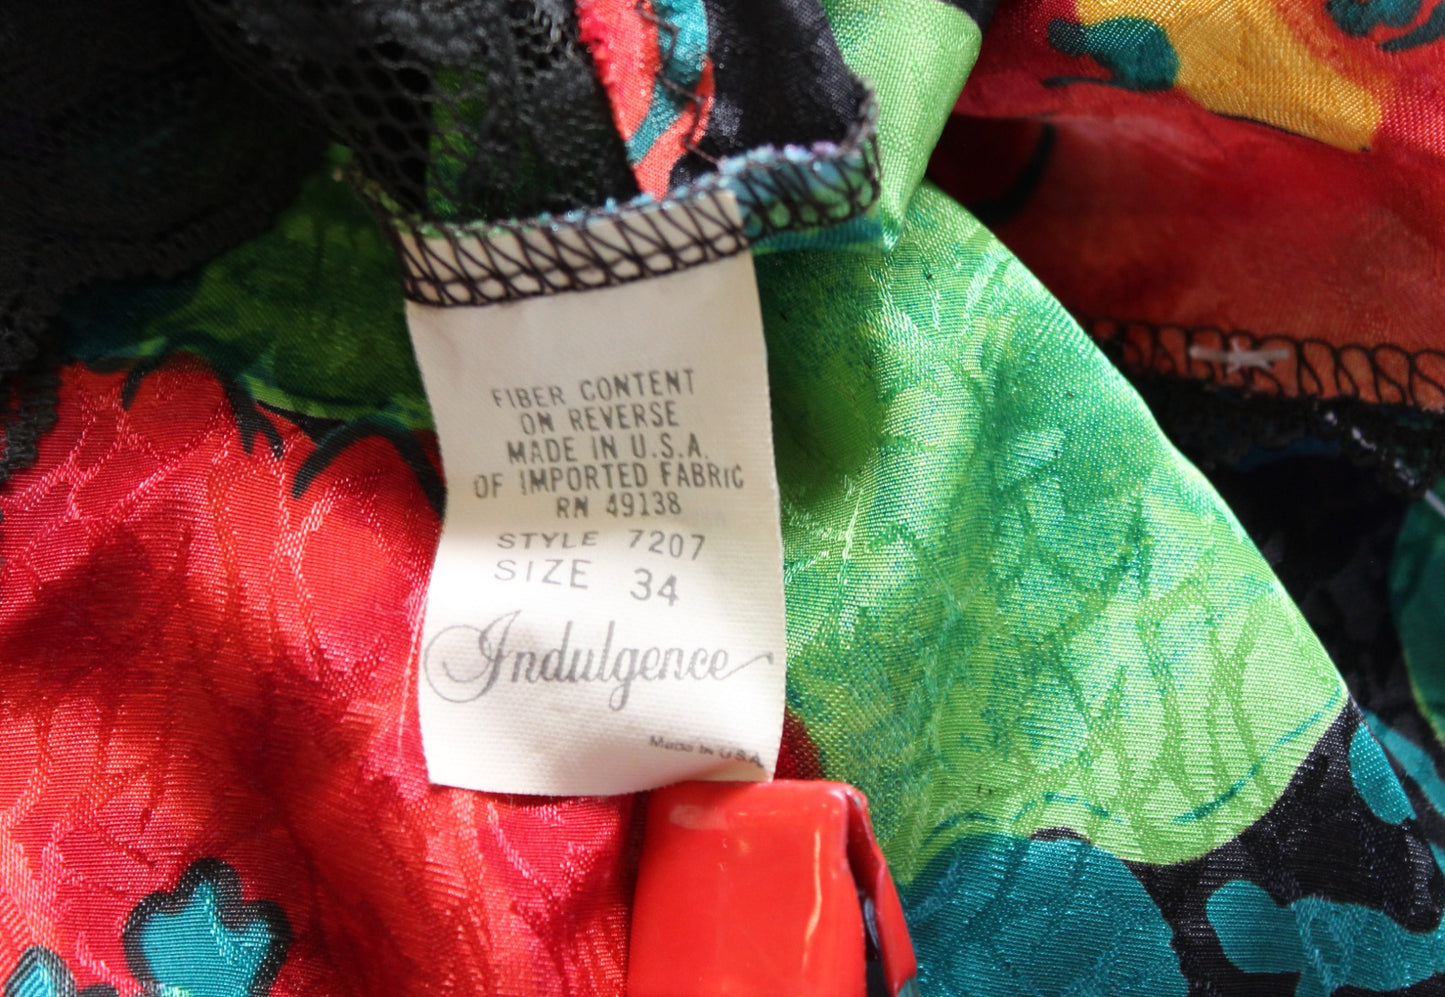 FIBER CONTENT
ON REVERSE
MADE IN U.S.A.
OF IMPORTED FABRIC
RN 49138
STYLE 7207
SIZE 34
Indulgence
Made in U.S.A.